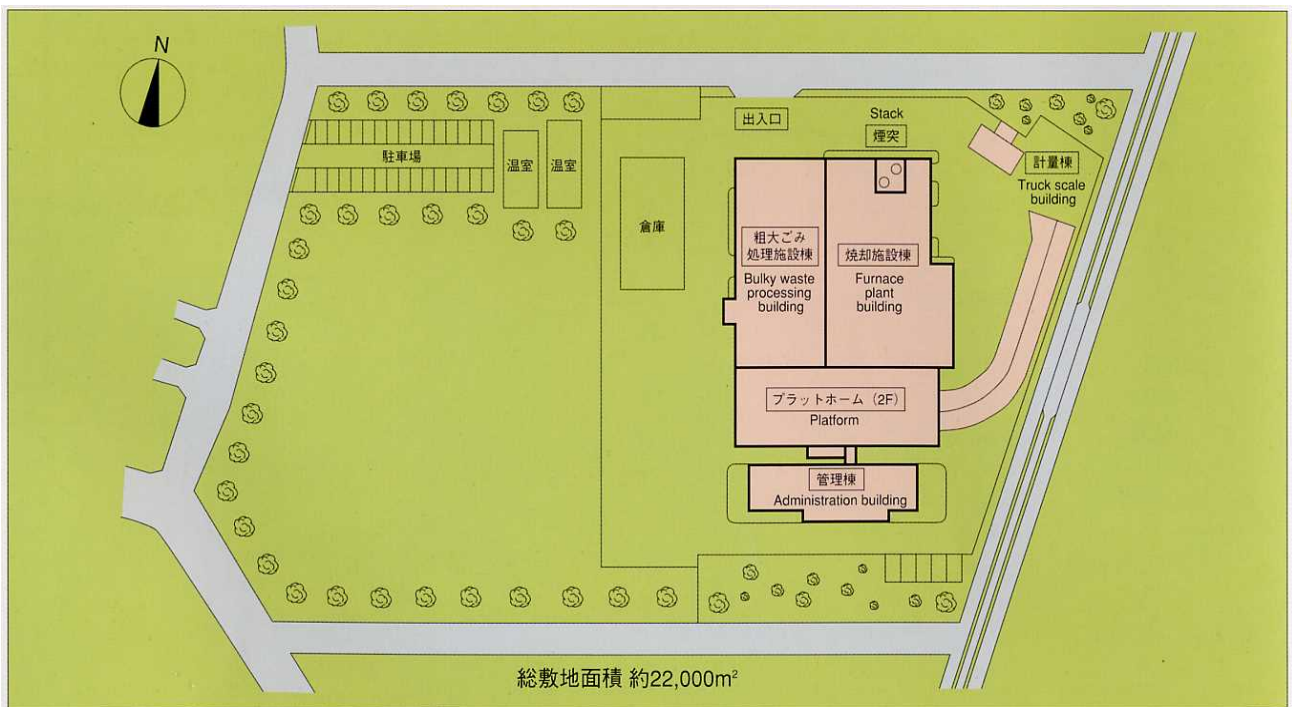 N
出入口
Stack
煙突
駐車場
温室
温室
計量棟
Truck scale
building
倉庫
粗大ごみ
処理施設棟
Bulky waste
processing
building
焼却施設棟
Furnace
plant
building
プラットホーム（2F）
Platform
管理棟
Administration building
総敷地面積 約22,000m²